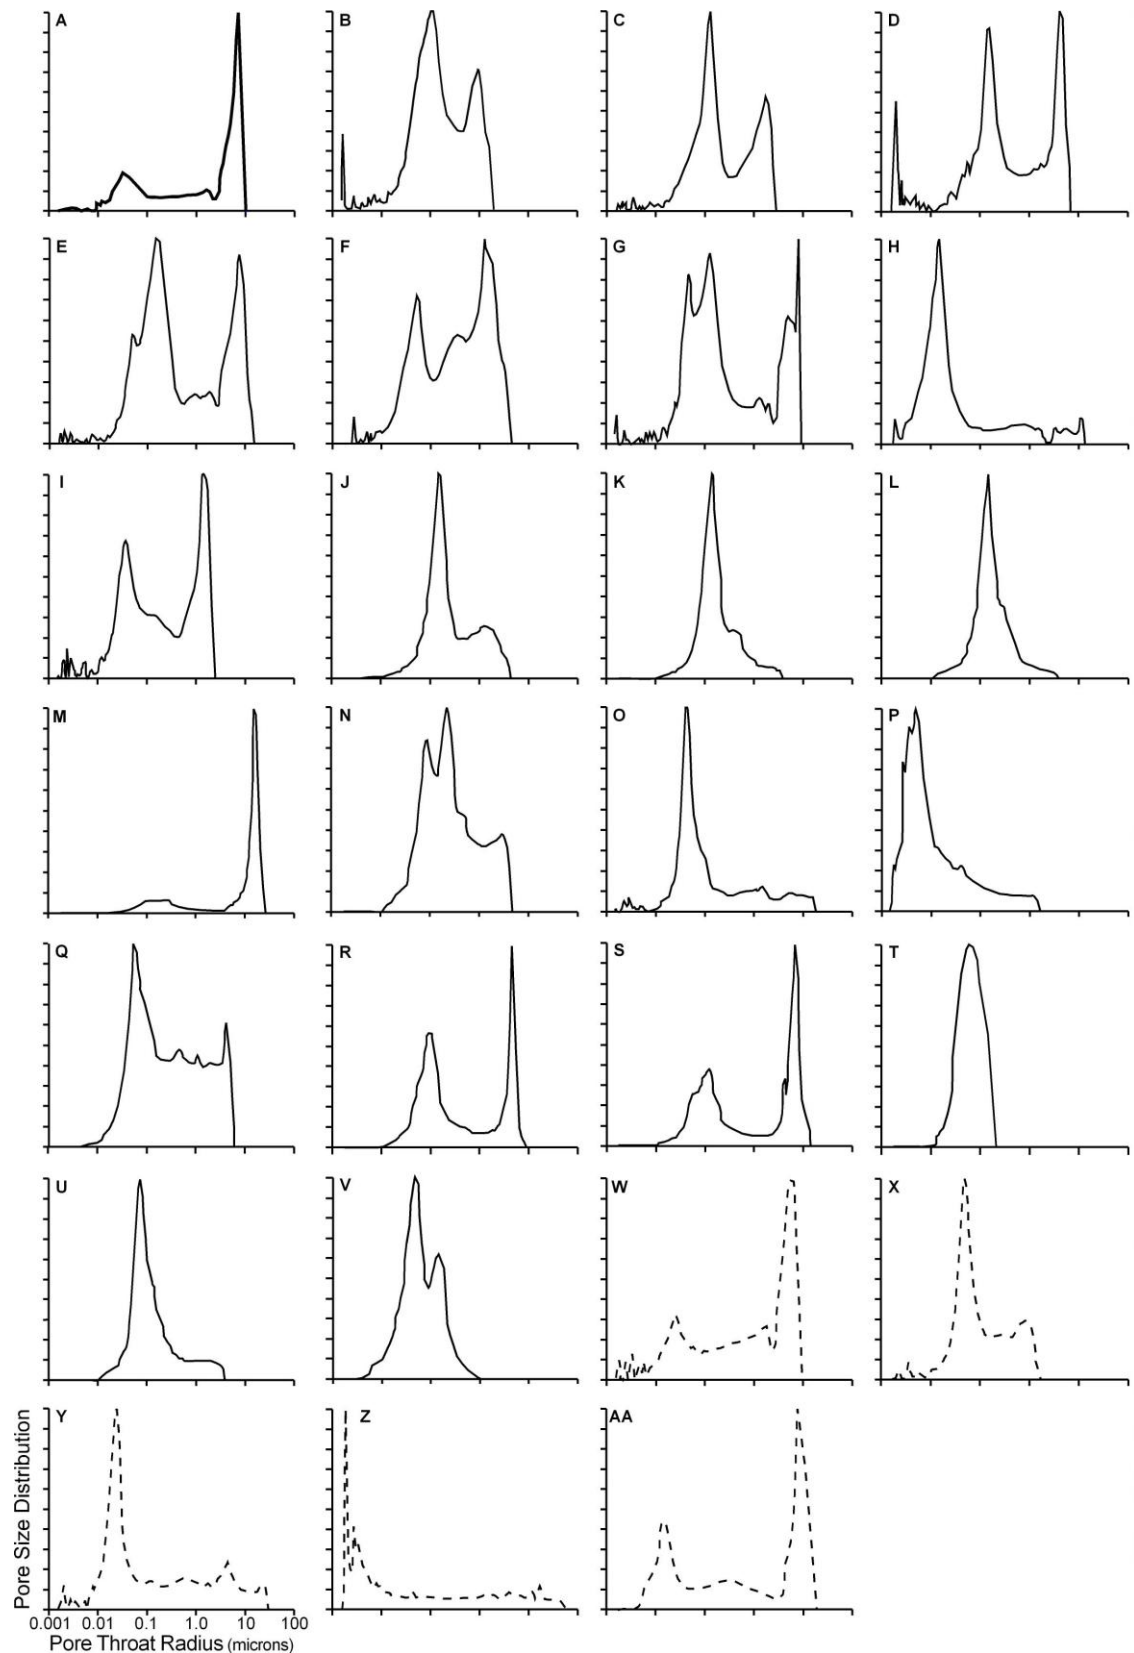 A B C D
E F G H
I J K L
M N O P
Q R S T
U V W X
Y Z AA
Pore Size Distribution
0.001 0.01 0.1 1.0 10 100
Pore Throat Radius (microns)